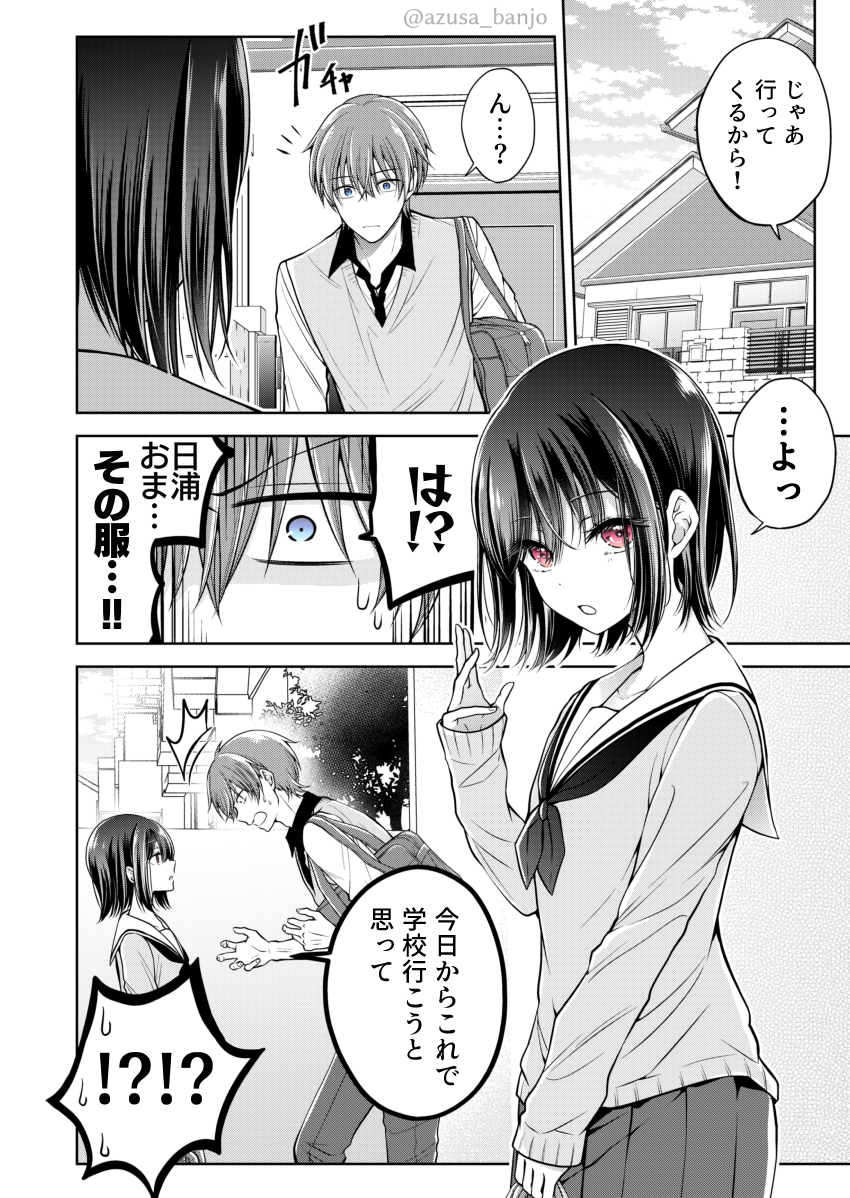 @azusa_banjo
じゃあ
行って
くるから!
ガチャ
ん…?
…よっ
は!?
日浦
おま…
その服…!!
今日からこれで
学校行こうと
思って
!?!?